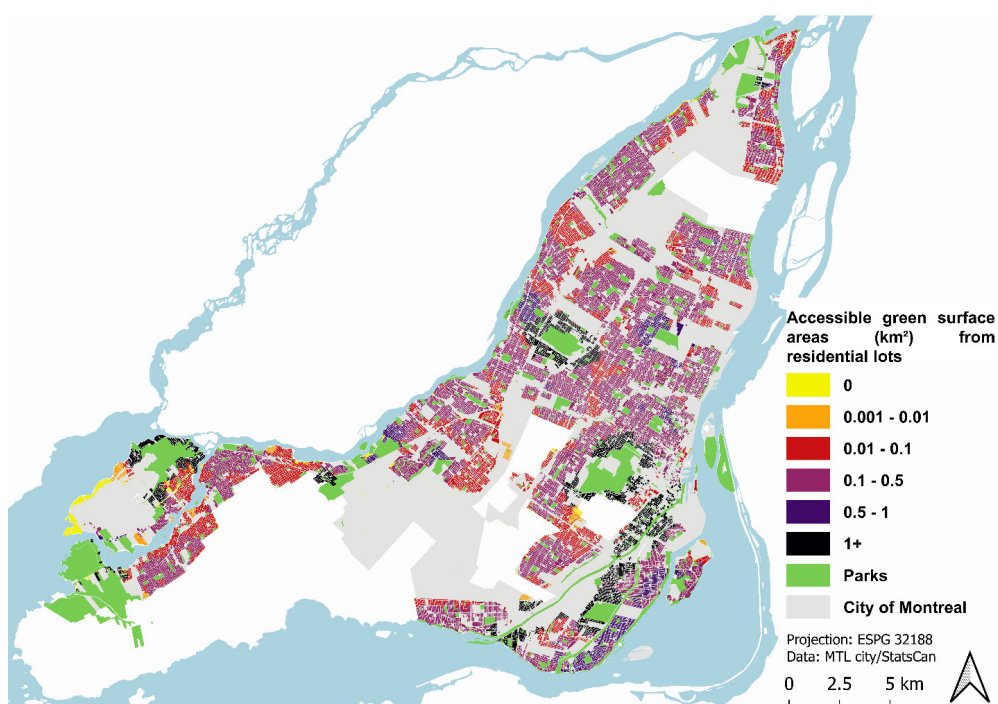 Accessible green surface
areas (km²) from
residential lots
0
0.001 - 0.01
0.01 - 0.1
0.1 - 0.5
0.5 - 1
1+
Parks
City of Montreal
Projection: ESPG 32188
Data: MTL city/StatsCan
0 2.5 5 km